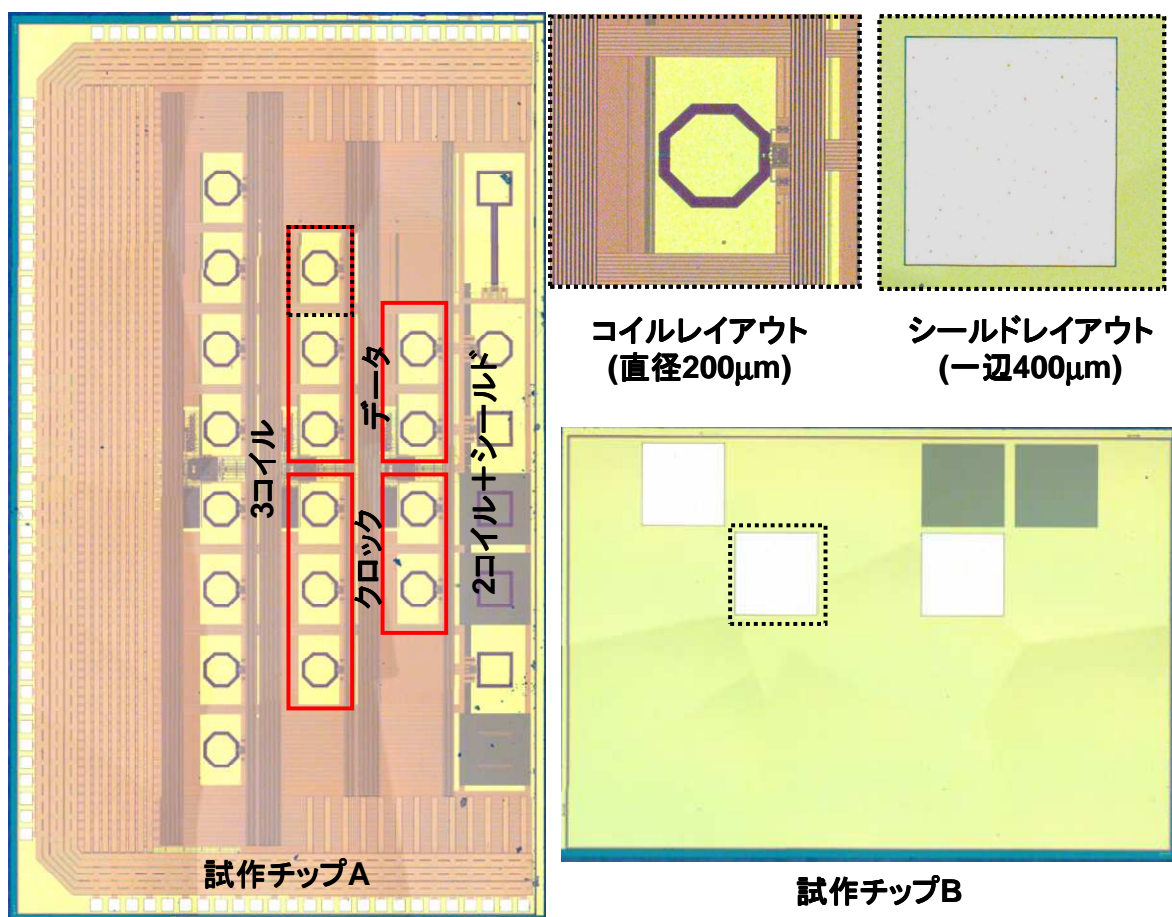 3コイル
データ
クロック
2コイル＋シールド
試作チップA
コイルレイアウト
(直径200μm)
シールドレイアウト
(一辺400μm)
試作チップB